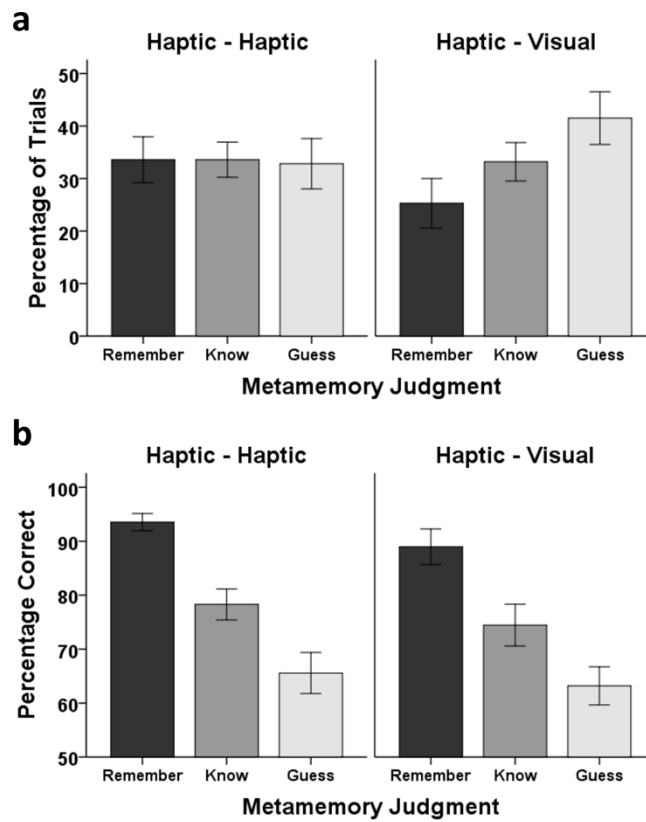 a
Haptic - Haptic
Haptic - Visual
Percentage of Trials
50
40
30
20
10
0
Remember Know Guess
Remember Know Guess
Metamemory Judgment
b
Haptic - Haptic
Haptic - Visual
Percentage Correct
100
90
80
70
60
50
Remember Know Guess
Remember Know Guess
Metamemory Judgment